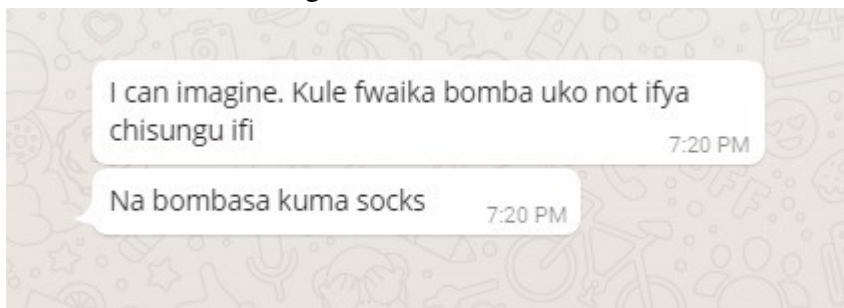 I can imagine. Kule fwaika bomba uko not ifya
chisungu ifi
7:20 PM
Na bombasa kuma socks
7:20 PM